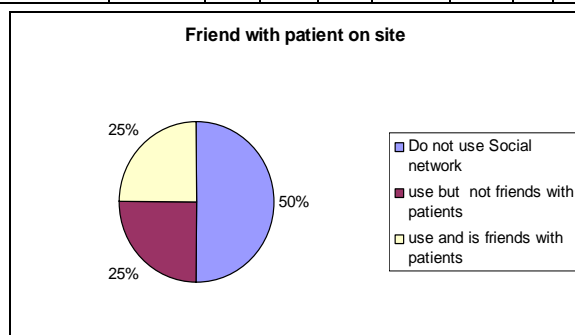 Friend with patient on site
25%
50%
25%
Do not use Social
network
use but not friends with
patients
use and is friends with
patients